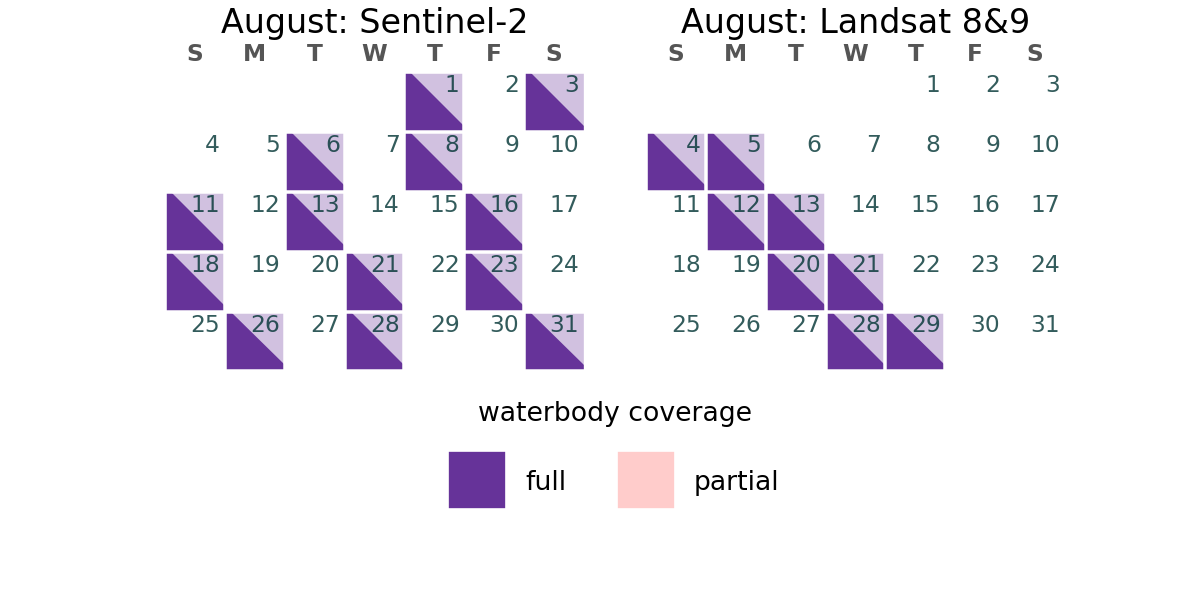 August: Sentinel-2
S M T W T F S
1 2 3
4 5 6 7 8 9 10
11 12 13 14 15 16 17
18 19 20 21 22 23 24
25 26 27 28 29 30 31
August: Landsat 8&9
S M T W T F S
1 2 3
4 5 6 7 8 9 10
11 12 13 14 15 16 17
18 19 20 21 22 23 24
25 26 27 28 29 30 31
waterbody coverage
full
partial